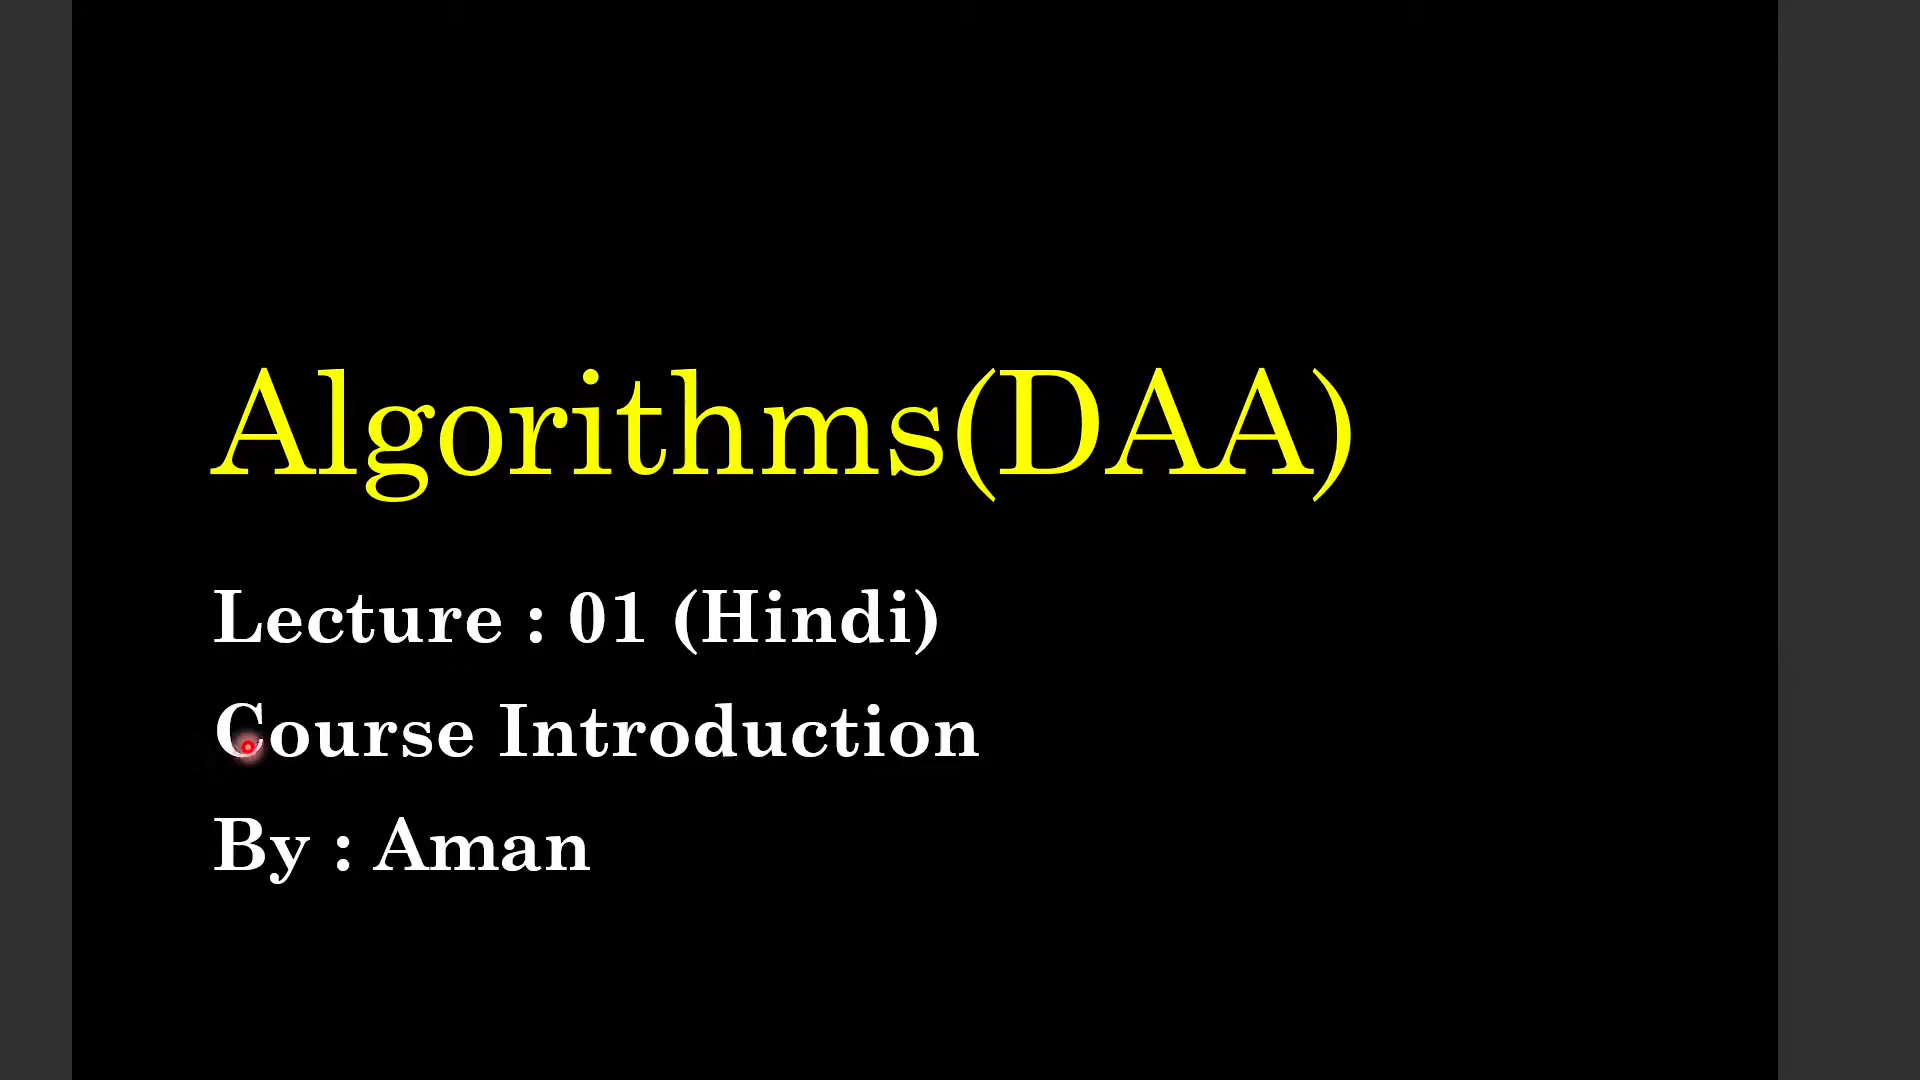 Algorithms(DAA)
Lecture : 01 (Hindi)
Course Introduction
By : Aman